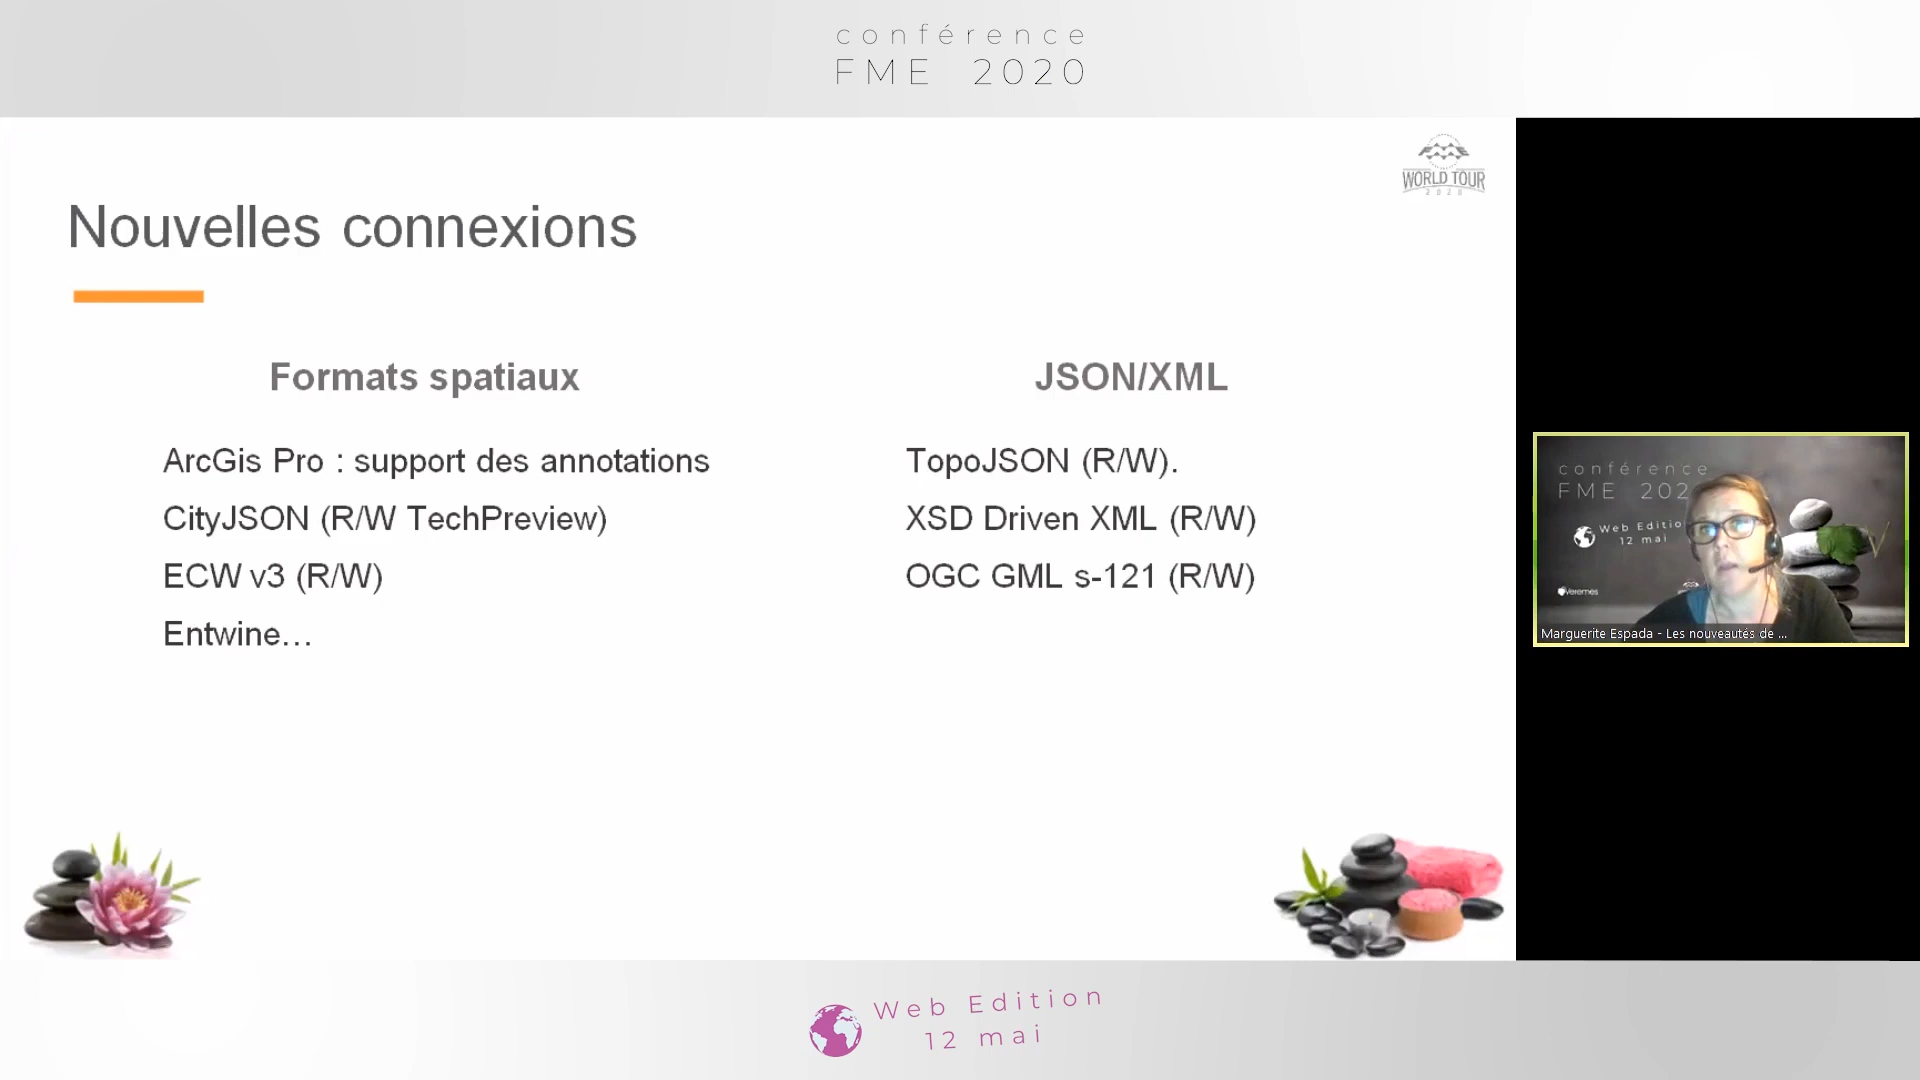 conférence
FME 2020
WORLD TOUR
2020
Nouvelles connexions
Formats spatiaux
ArcGis Pro : support des annotations
CityJSON (R/W TechPreview)
ECW v3 (R/W)
Entwine…
JSON/XML
TopoJSON (R/W).
XSD Driven XML (R/W)
OGC GML s-121 (R/W)
conférence
FME 202
Web Editio
12 mai
Veremes
Marguerite Espada - Les nouveautés de ...
Web Edition
12 mai